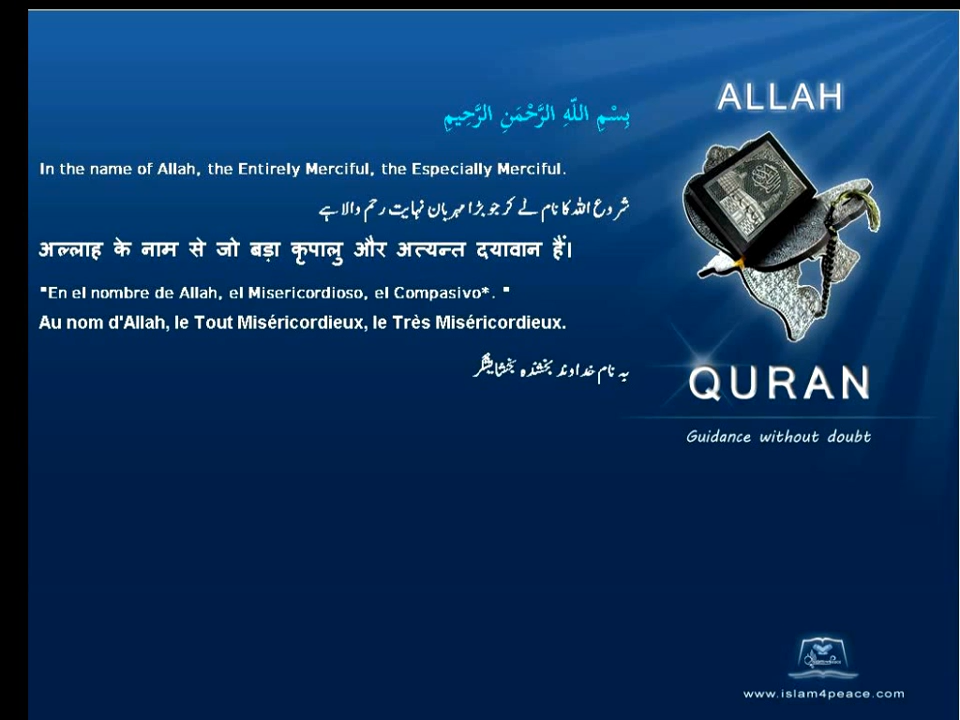 بِسْمِ اللّهِ الرَّحْمَنِ الرَّحِيمِ
In the name of Allah, the Entirely Merciful, the Especially Merciful.
شروع الله کا نام لے کر جو بڑا مہربان نہایت رحم والا ہے
अल्लाह के नाम से जो बड़ा कृपालु और अत्यन्त दयावान हैं।
"En el nombre de Allah, el Misericordioso, el Compasivo*. "
Au nom d'Allah, le Tout Miséricordieux, le Très Miséricordieux.
به نام خداوند بخشنده بخشایشگر
ALLAH
QURAN
Guidance without doubt
www.islam4peace.com